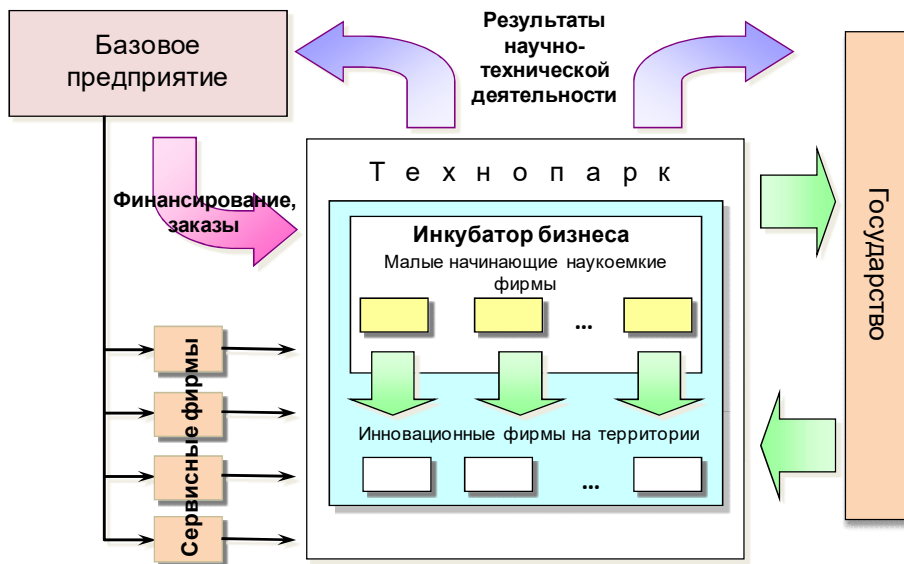 Базовое
предприятие
Результаты
научно-
технической
деятельности
Финансирование,
заказы
Технопарк
Инкубатор бизнеса
Малые начинающие наукоемкие
фирмы
...
Инновационные фирмы на территории
...
Сервисные фирмы
Государство